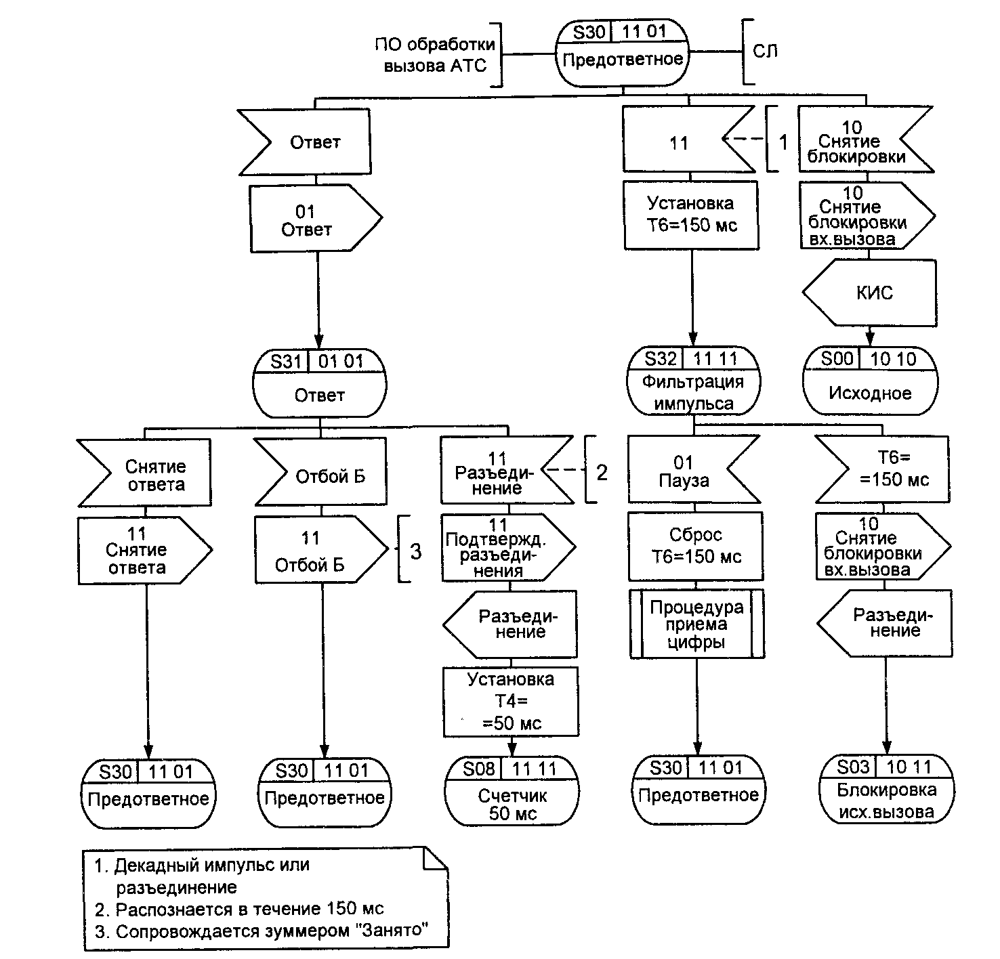 ПО обработки
вызова АТС
S30 11 01
Предответное
СЛ
Ответ
11
1
10
Снятие
блокировки
01
Ответ
Установка
Т6=150 мс
10
Снятие
блокировки
вх.вызова
КИС
S31 01 01
Ответ
S32 11 11
Фильтрация
импульса
S00 10 10
Исходное
Снятие
ответа
Отбой Б
11
Разъеди-
нение
2
01
Пауза
Т6=
=150 мс
11
Снятие
ответа
11
Отбой Б
3
11
Подтвержд.
разъеди-
нения
Сброс
Т6=150 мс
10
Снятие
блокировки
вх.вызова
Разъеди-
нение
Процедура
приема
цифры
Разъеди-
нение
Установка
Т4=
=50 мс
S30 11 01
Предответное
S30 11 01
Предответное
S08 11 11
Счетчик
50 мс
S30 11 01
Предответное
S03 10 11
Блокировка
исх.вызова
1. Декадный импульс или
разъединение
2. Распознается в течение 150 мс
3. Сопровождается зуммером "Занято"